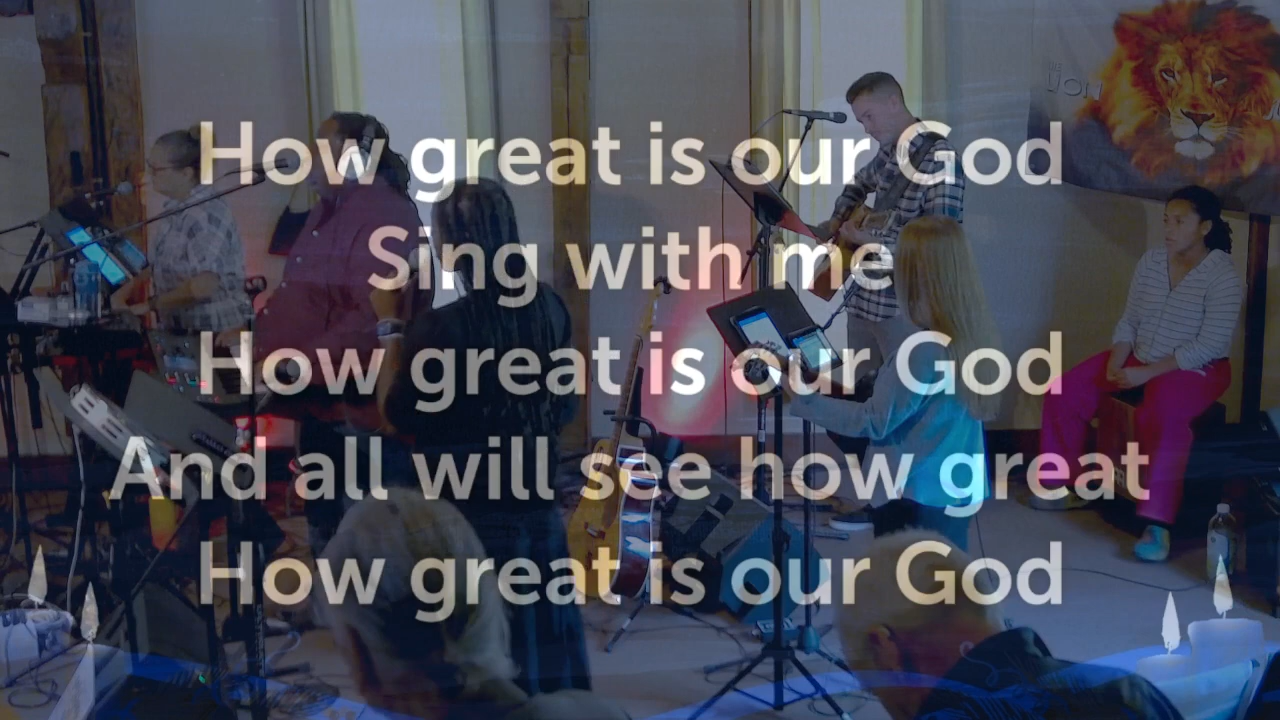 How great is our God
Sing with me
How great is our God
And all will see how great
How great is our God
LION